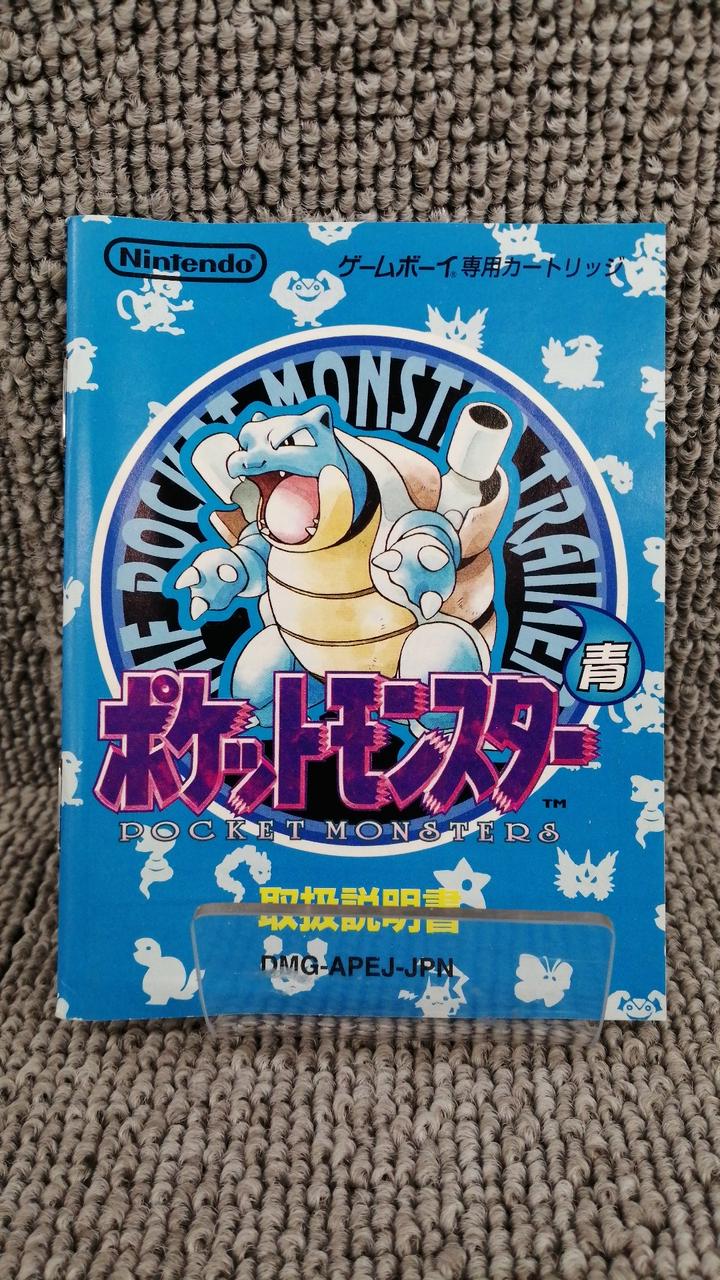 Nintendo®
ゲームボーイ®専用カートリッジ
POCKET MONSTER TRAINER
青
ポケットモンスター
TM
POCKET MONSTERS
取扱説明書
DMG-APEJ-JPN